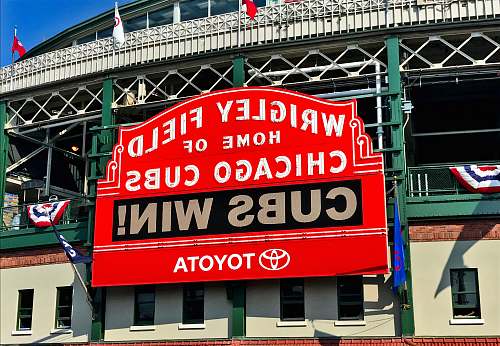 WRIGLEY FIELD
HOME OF
CHICAGO CUBS
CUBS WIN!
TOYOTA